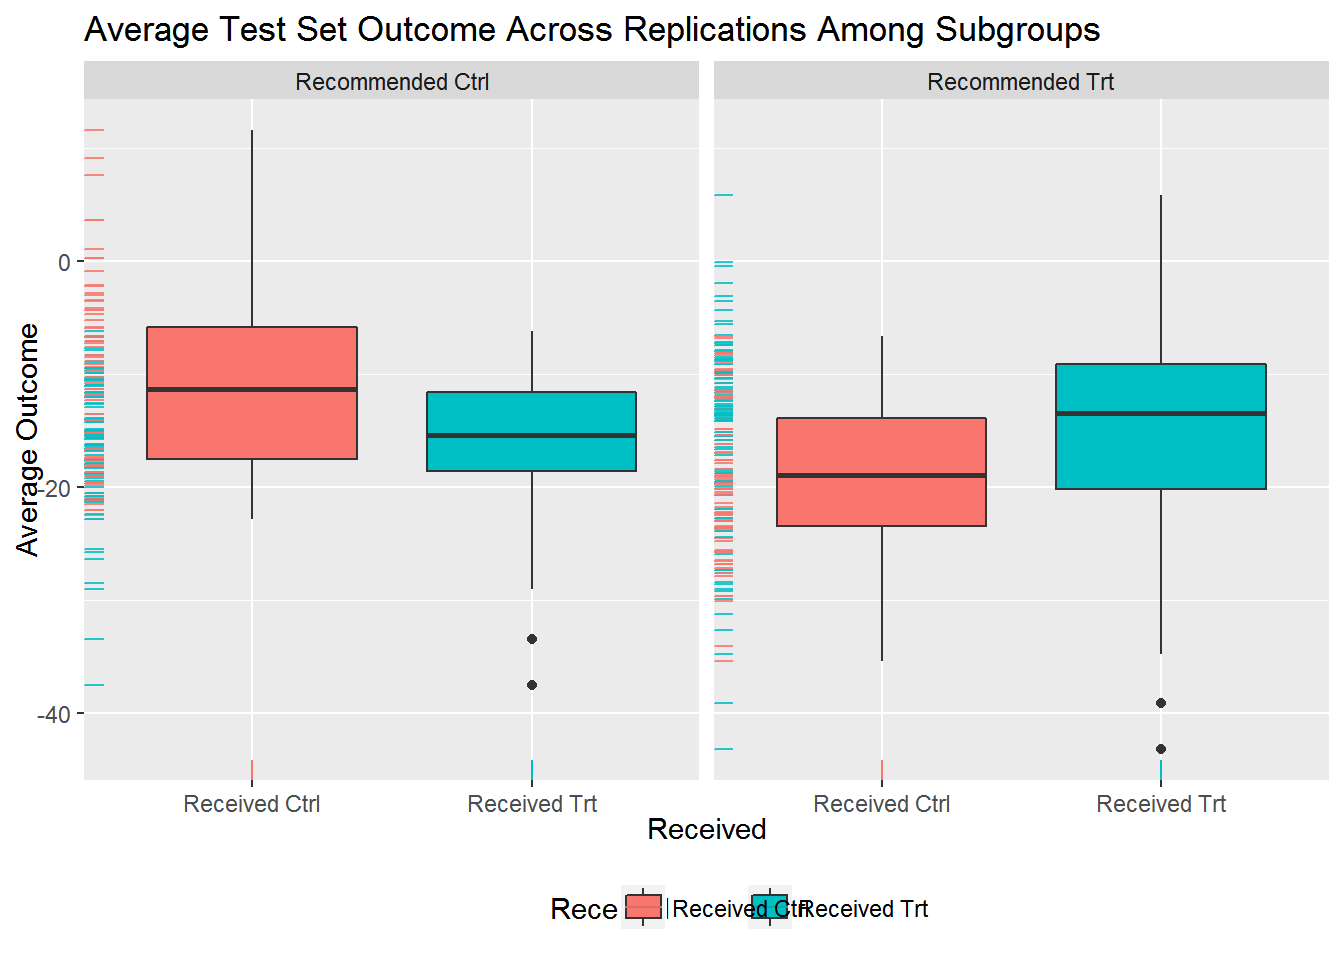 Average Test Set Outcome Across Replications Among Subgroups
Recommended Ctrl
Recommended Trt
Average Outcome
0
-20
-40
Received Ctrl
Received Trt
Received Ctrl
Received Trt
Received
Received Ctrl
Received Trt